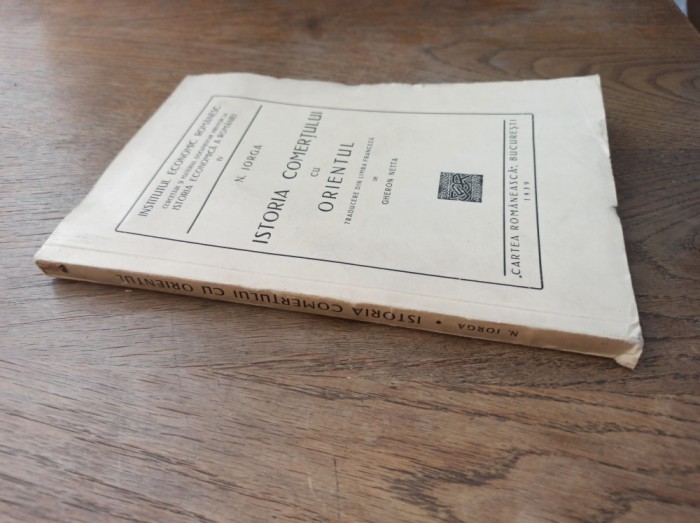 INSTITUTUL ECONOMIC ROMÂNESC
ISTORIA ECONOMICĂ A ROMÂNIEI
IV
N. IORGA
ISTORIA COMERȚULUI
CU
ORIENTUL
TRADUCERE DIN LIMBA FRANCEZĂ
DE
GHERON NETTA
„CARTEA ROMÂNEASCĂ”, BUCUREȘTI
1939
N. IORGA • ISTORIA COMERȚULUI CU ORIENTUL